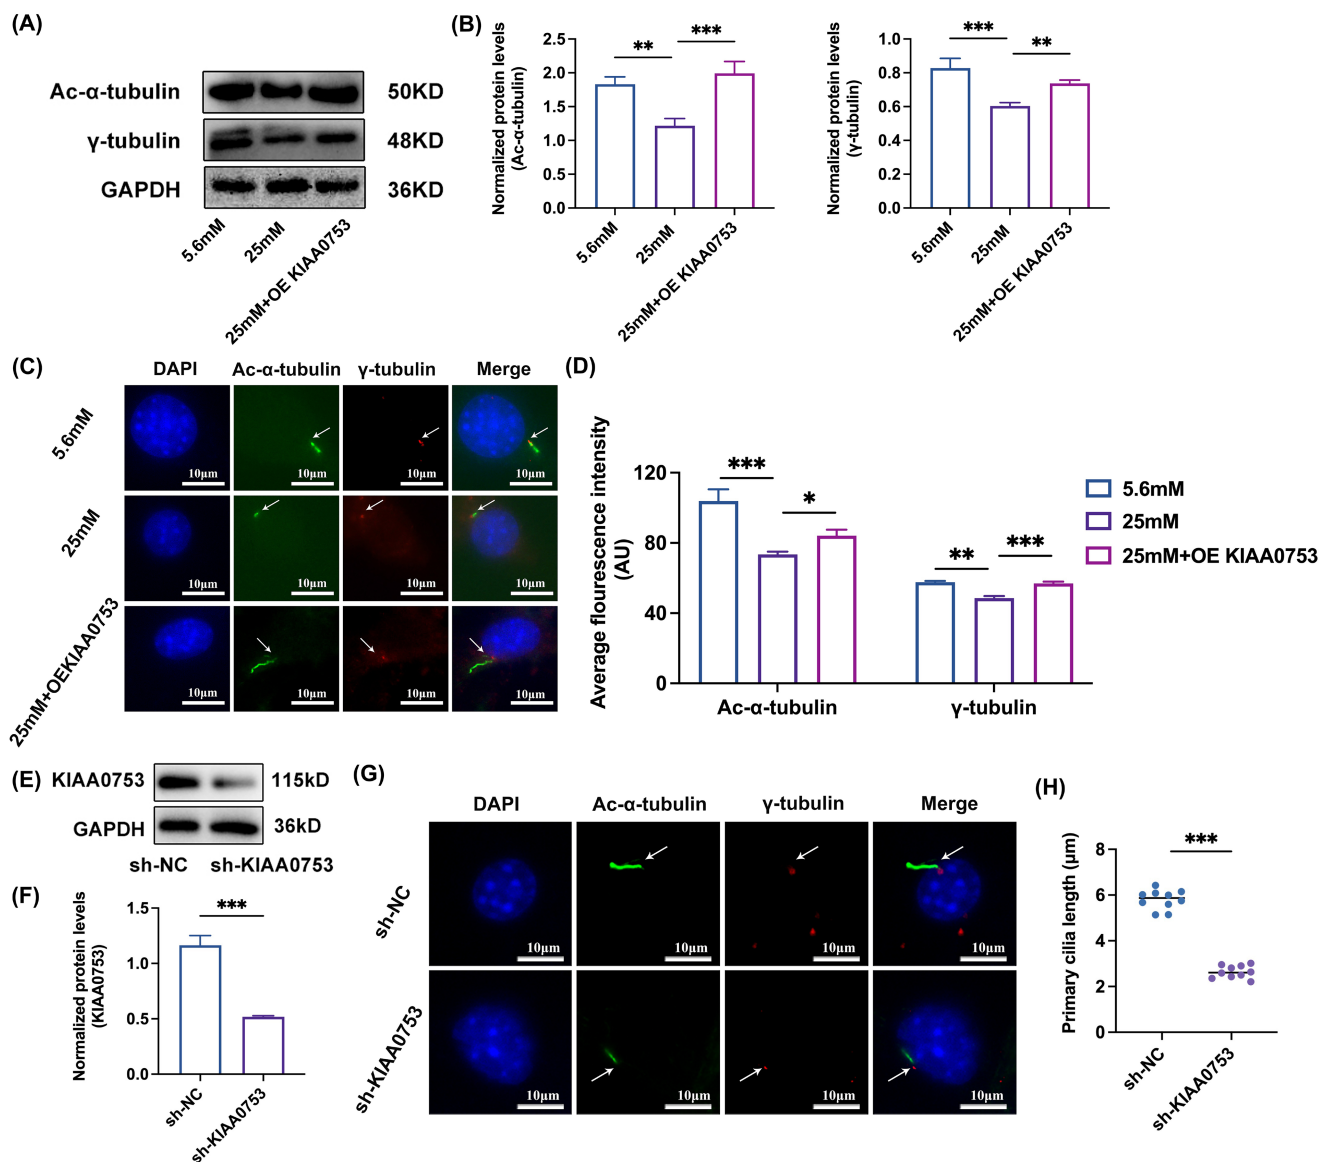 (A)
Ac-α-tubulin 50KD
γ-tubulin 48KD
GAPDH 36KD
5.6mM
25mM
25mM+OE KIAA0753
(B)
Normalized protein levels
(Ac-α-tubulin)
2.5
2.0
1.5
1.0
0.5
0.0
** ***
5.6mM
25mM
25mM+OE KIAA0753
Normalized protein levels
(γ-tubulin)
1.0
0.8
0.6
0.4
0.2
0.0
*** **
5.6mM
25mM
25mM+OE KIAA0753
(C)
DAPI Ac-α-tubulin γ-tubulin Merge
5.6mM
10μm 10μm 10μm 10μm
25mM
10μm 10μm 10μm 10μm
25mM+OEKIAA0753
10μm 10μm 10μm 10μm
(D)
Average flourescence intensity
(AU)
120
80
40
0
*** * ** ***
Ac-α-tubulin γ-tubulin
5.6mM
25mM
25mM+OE KIAA0753
(E)
KIAA0753 115kD
GAPDH 36kD
sh-NC sh-KIAA0753
(F)
Normalized protein levels
(KIAA0753)
1.5
1.0
0.5
0.0
***
sh-NC
sh-KIAA0753
(G)
DAPI Ac-α-tubulin γ-tubulin Merge
sh-NC
10μm 10μm 10μm 10μm
sh-KIAA0753
10μm 10μm 10μm 10μm
(H)
Primary cilia length (μm)
8
6
4
2
0
***
sh-NC
sh-KIAA0753